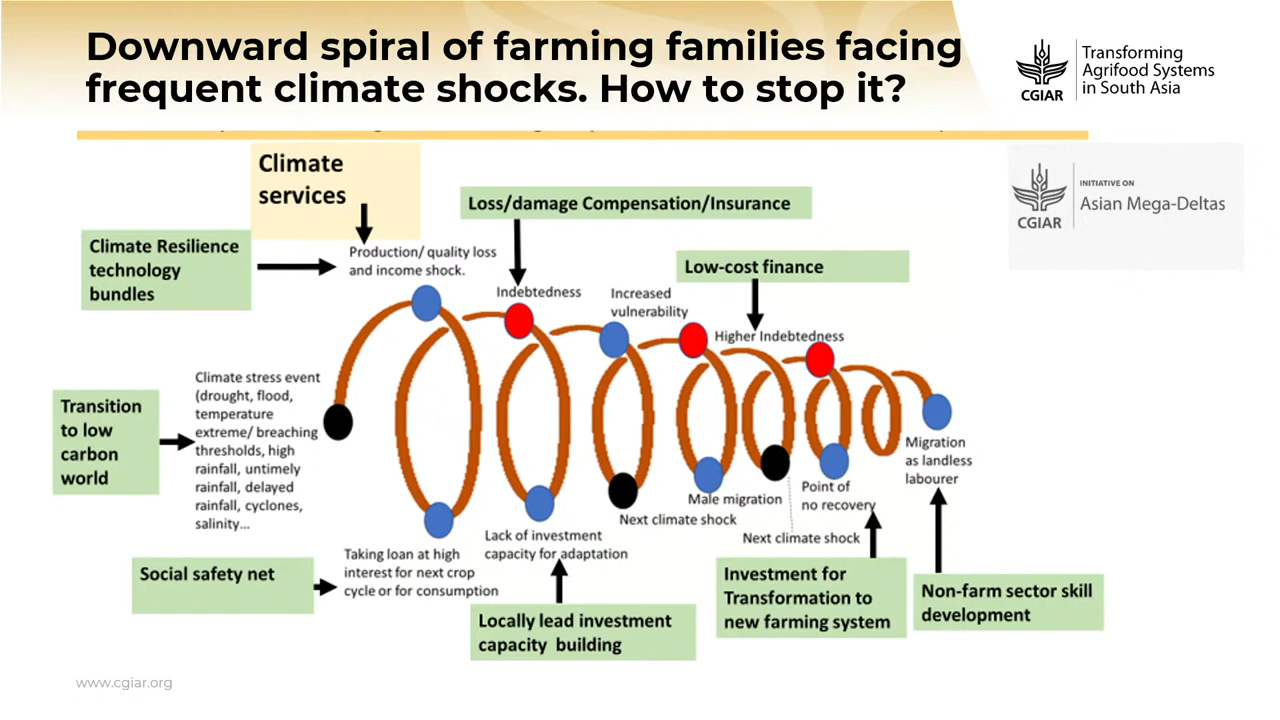 Downward spiral of farming families facing
frequent climate shocks. How to stop it?
CGIAR
Transforming
Agrifood Systems
in South Asia
CGIAR
INITIATIVE ON
Asian Mega-Deltas
Climate
services
Loss/damage Compensation/Insurance
Climate Resilience
technology
bundles
Production/ quality loss
and income shock.
Low-cost finance
Indebtedness
Increased
vulnerability
Higher Indebtedness
Climate stress event
(drought, flood,
temperature
extreme/ breaching
thresholds, high
rainfall, untimely
rainfall, delayed
rainfall, cyclones,
salinity...
Transition
to low
carbon
world
Migration
as landless
labourer
Point of
no recovery
Male migration
Next climate shock
Next climate shock
Lack of investment
capacity for adaptation
Taking loan at high
interest for next crop
cycle or for consumption
Social safety net
Locally lead investment
capacity building
Investment for
Transformation to
new farming system
Non-farm sector skill
development
www.cgiar.org